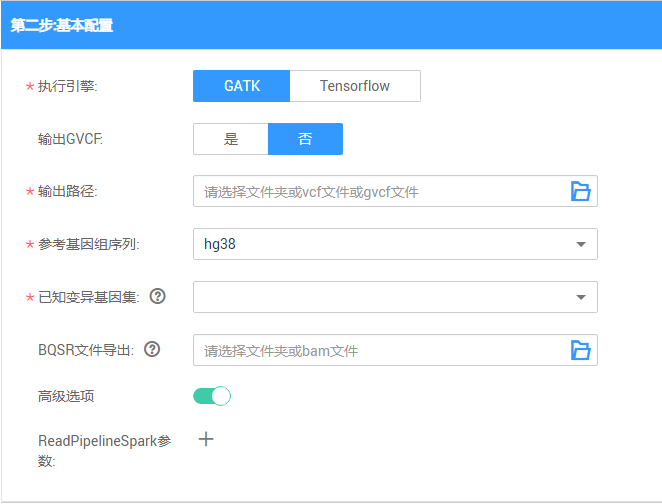 第二步:基本配置
* 执行引擎: GATK Tensorflow
输出GVCF: 是 否
* 输出路径: 请选择文件夹或vcf文件或gvcf文件
* 参考基因组序列: hg38
* 已知变异基因集: ?
BQSR文件导出: ? 请选择文件夹或bam文件
高级选项
ReadPipelineSpark参
数: +